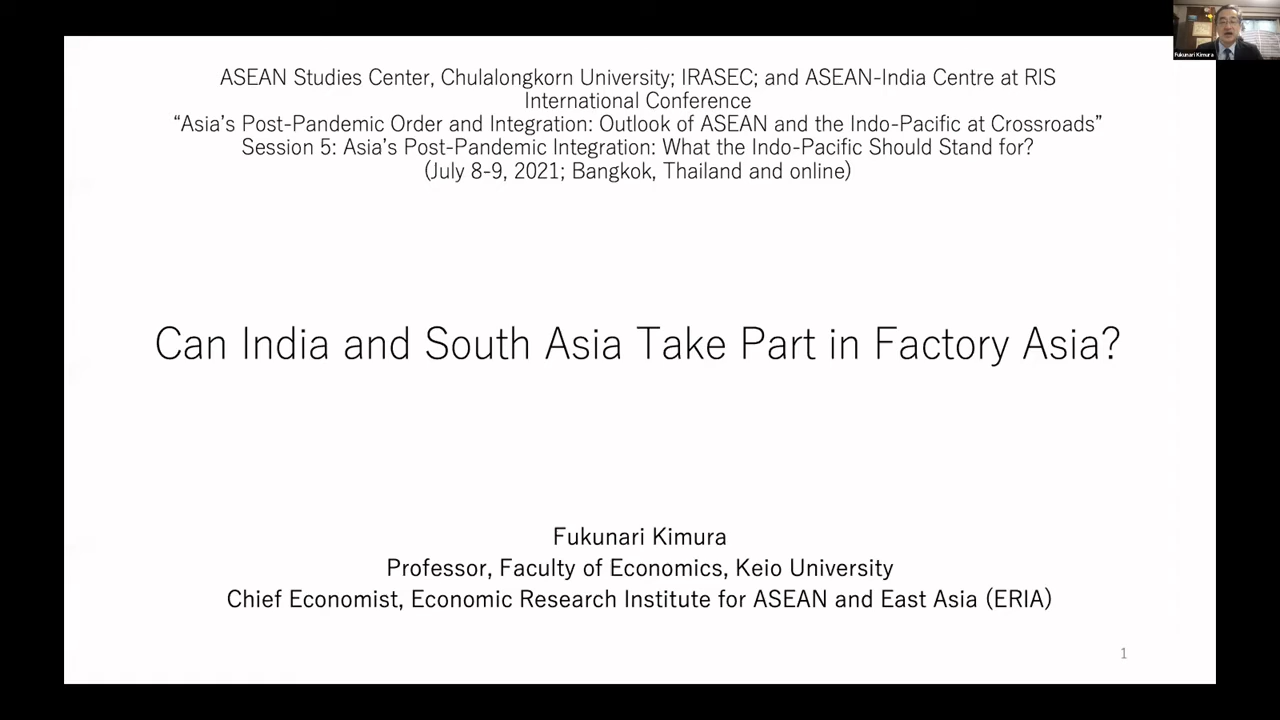 Fukunari Kimura
ASEAN Studies Center, Chulalongkorn University; IRASEC; and ASEAN-India Centre at RIS
International Conference
“Asia’s Post-Pandemic Order and Integration: Outlook of ASEAN and the Indo-Pacific at Crossroads”
Session 5: Asia’s Post-Pandemic Integration: What the Indo-Pacific Should Stand for?
(July 8-9, 2021; Bangkok, Thailand and online)
Can India and South Asia Take Part in Factory Asia?
Fukunari Kimura
Professor, Faculty of Economics, Keio University
Chief Economist, Economic Research Institute for ASEAN and East Asia (ERIA)
1